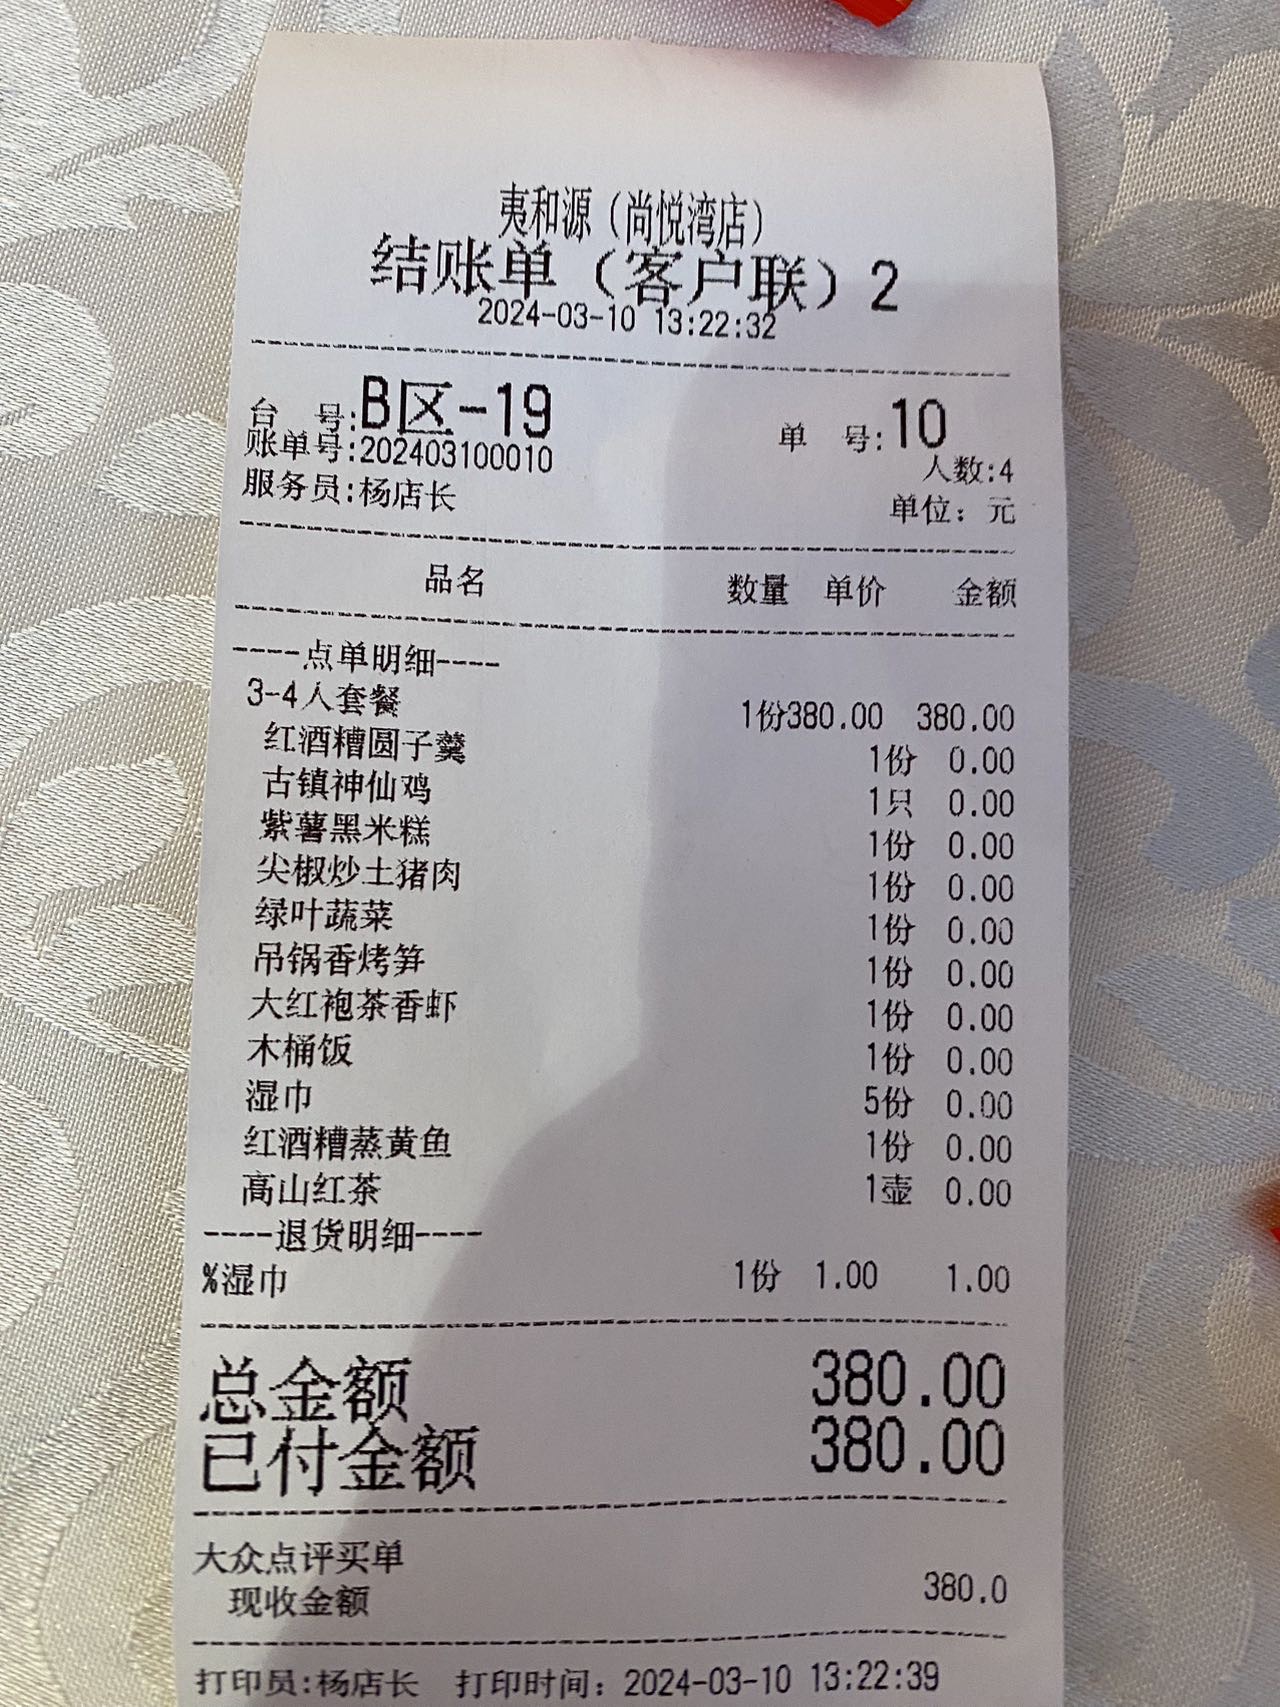 夷和源（尚悦湾店）
结账单（客户联）2
2024-03-10 13:22:32
台 号:B区-19 单 号:10
账单号:202403100010 人数:4
服务员:杨店长 单位：元
品名 数量 单价 金额
----点单明细----
3-4人套餐 1份380.00 380.00
红酒糟圆子羹 1份 0.00
古镇神仙鸡 1只 0.00
紫薯黑米糕 1份 0.00
尖椒炒土猪肉 1份 0.00
绿叶蔬菜 1份 0.00
吊锅香烤笋 1份 0.00
大红袍茶香虾 1份 0.00
木桶饭 1份 0.00
湿巾 5份 0.00
红酒糟蒸黄鱼 1份 0.00
高山红茶 1壶 0.00
----退货明细----
%湿巾 1份 1.00 1.00
总金额 380.00
已付金额 380.00
大众点评买单
现收金额 380.0
打印员:杨店长 打印时间：2024-03-10 13:22:39